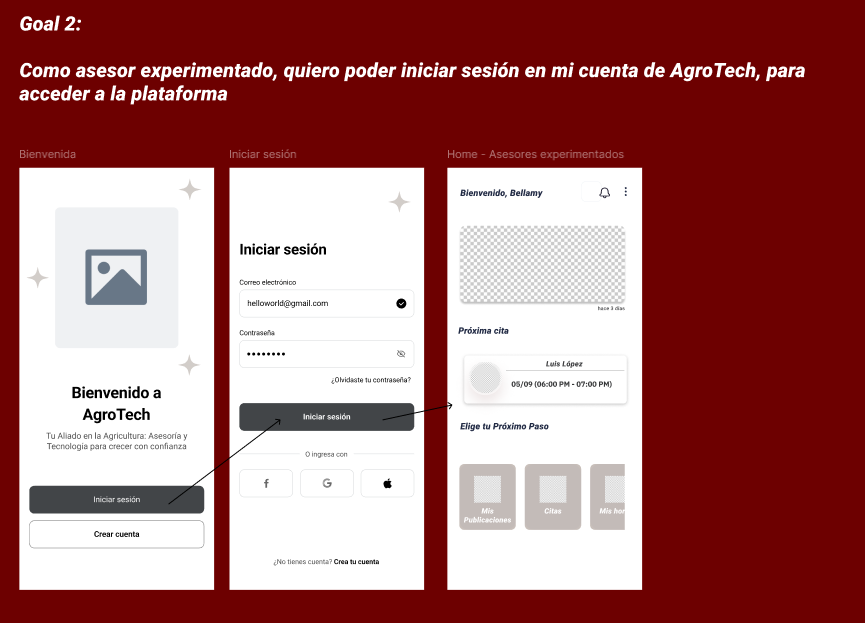 Goal 2:
Como asesor experimentado, quiero poder iniciar sesión en mi cuenta de AgroTech, para
acceder a la plataforma
Bienvenida
Bienvenido a
AgroTech
Tu Aliado en la Agricultura: Asesoría y
Tecnología para crecer con confianza
Iniciar sesión
Crear cuenta
Iniciar sesión
Iniciar sesión
Correo electrónico
helloworld@gmail.com
Contraseña
¿Olvidaste tu contraseña?
Iniciar sesión
O ingresa con
f
G
¿No tienes cuenta? Crea tu cuenta
Home - Asesores experimentados
Bienvenido, Bellamy
hace 3 días
Próxima cita
Luis López
05/09 (06:00 PM - 07:00 PM)
Elige tu Próximo Paso
Mis
Publicaciones
Citas
Mis hor